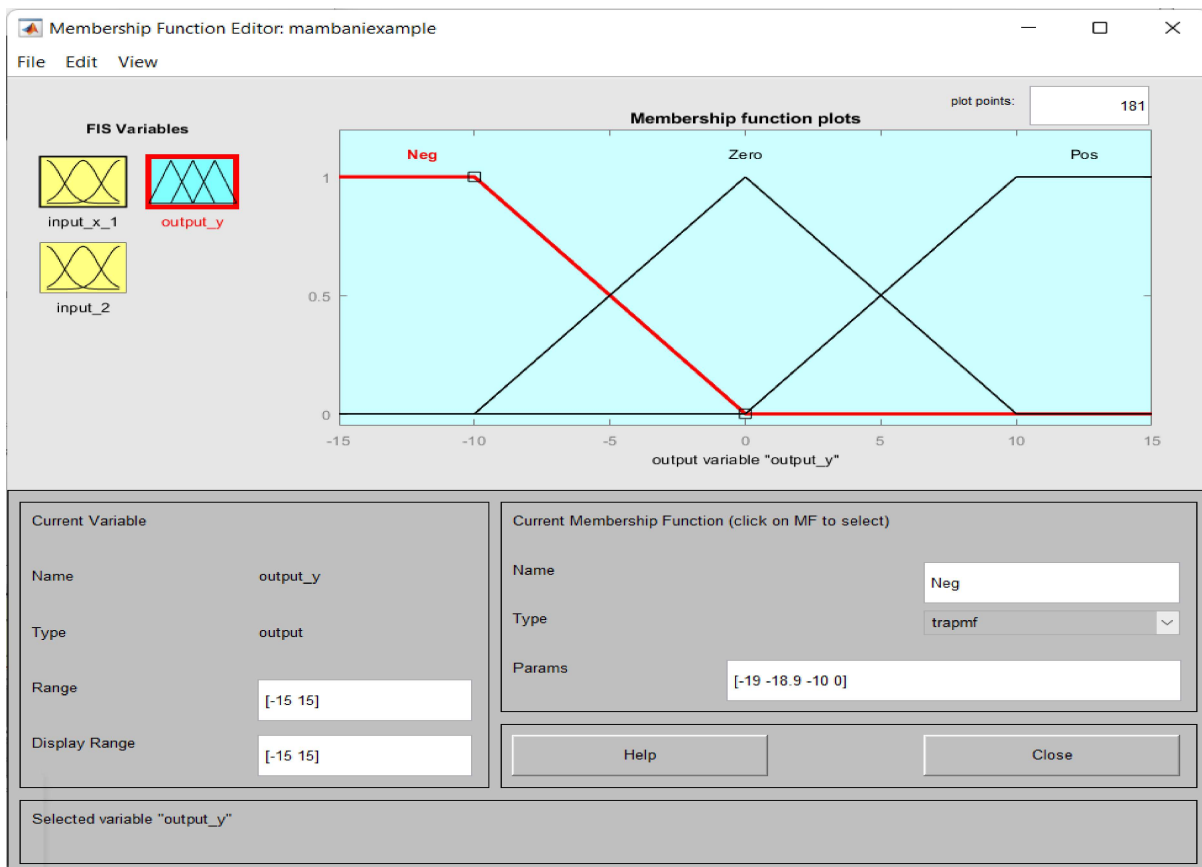 Membership Function Editor: mambaniexample
File Edit View
plot points: 181
FIS Variables
Membership function plots
input_x_1
output_y
input_2
Neg Zero Pos
1
0.5
0
-15 -10 -5 0 5 10 15
output variable "output_y"
Current Variable
Name output_y
Type output
Range [-15 15]
Display Range [-15 15]
Current Membership Function (click on MF to select)
Name Neg
Type trapmf
Params [-19 -18.9 -10 0]
Help Close
Selected variable "output_y"